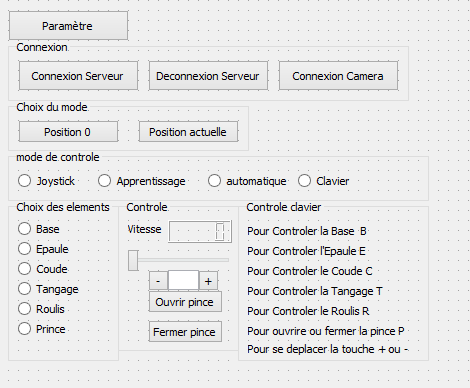 Paramètre
Connexion
Connexion Serveur Deconnexion Serveur Connexion Camera
Choix du mode
Position 0 Position actuelle
mode de controle
Joystick Apprentissage automatique Clavier
Choix des elements
Base
Epaule
Coude
Tangage
Roulis
Prince
Controle
Vitesse 0
- +
Ouvrir pince
Fermer pince
Controle clavier
Pour Controler la Base B
Pour Controler l'Epaule E
Pour Controler le Coude C
Pour Controler la Tangage T
Pour Controler le Roulis R
Pour ouvrire ou fermer la pince P
Pour se deplacer la touche + ou -